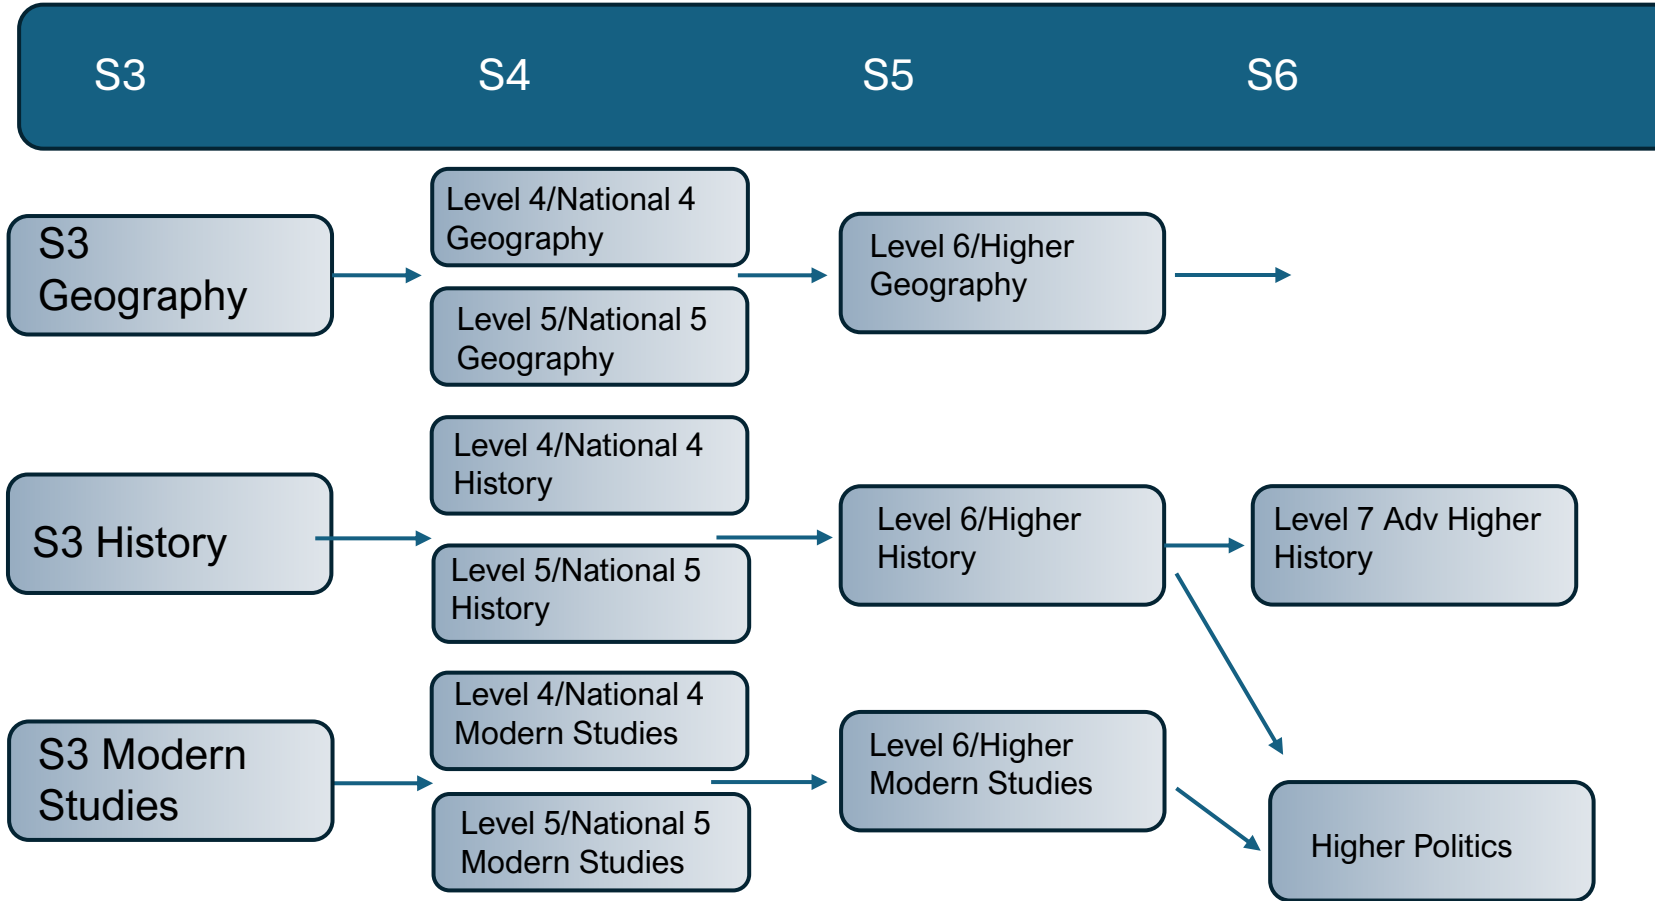 S3
S4
S5
S6
S3
Geography
Level 4/National 4
Geography
Level 5/National 5
Geography
Level 6/Higher
Geography
S3 History
Level 4/National 4
History
Level 5/National 5
History
Level 6/Higher
History
Level 7 Adv Higher
History
S3 Modern
Studies
Level 4/National 4
Modern Studies
Level 5/National 5
Modern Studies
Level 6/Higher
Modern Studies
Higher Politics